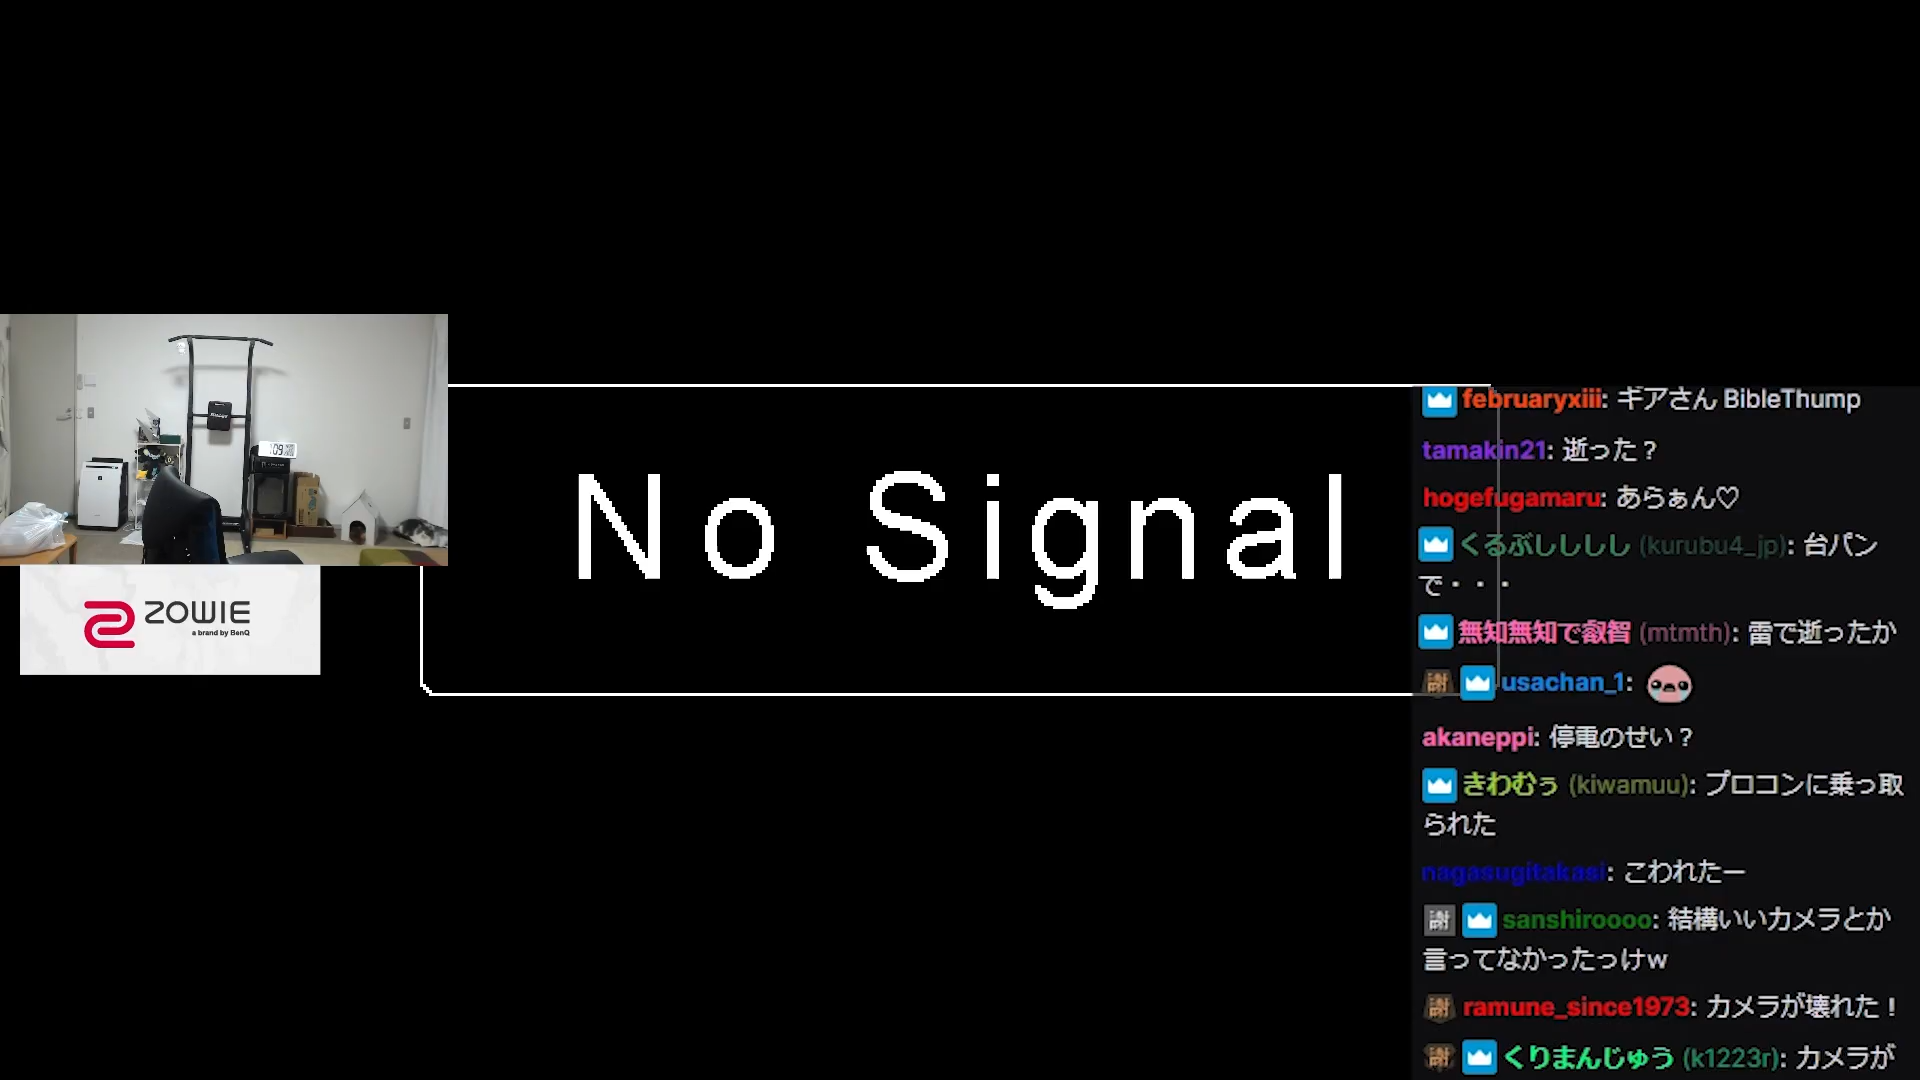 No Signal
109
ZOWIE
a brand by BenQ
februaryxiii: ギアさん BibleThump
tamakin21: 逝った？
hogefugamaru: あらぁん♡
くるぶしししし (kurubu4_jp): 台パン
で・・・
無知無知で叡智 (mtmth): 雷で逝ったか
謝 usachan_1:
akaneppi: 停電のせい？
きわむぅ (kiwamuu): プロコンに乗っ取
られた
nagasugitakasi: こわれたー
謝 sanshiroooo: 結構いいカメラとか
言ってなかったっけw
謝 ramune_since1973: カメラが壊れた！
謝 くりまんじゅう (k1223r): カメラが